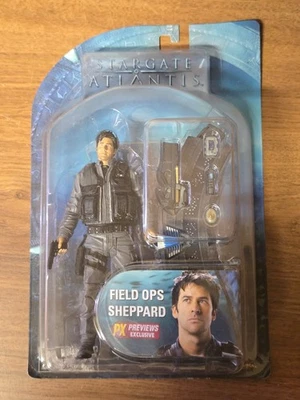 STARGATE
ATLANTIS
FIELD OPS
SHEPPARD
PX PREVIEWS
EXCLUSIVE